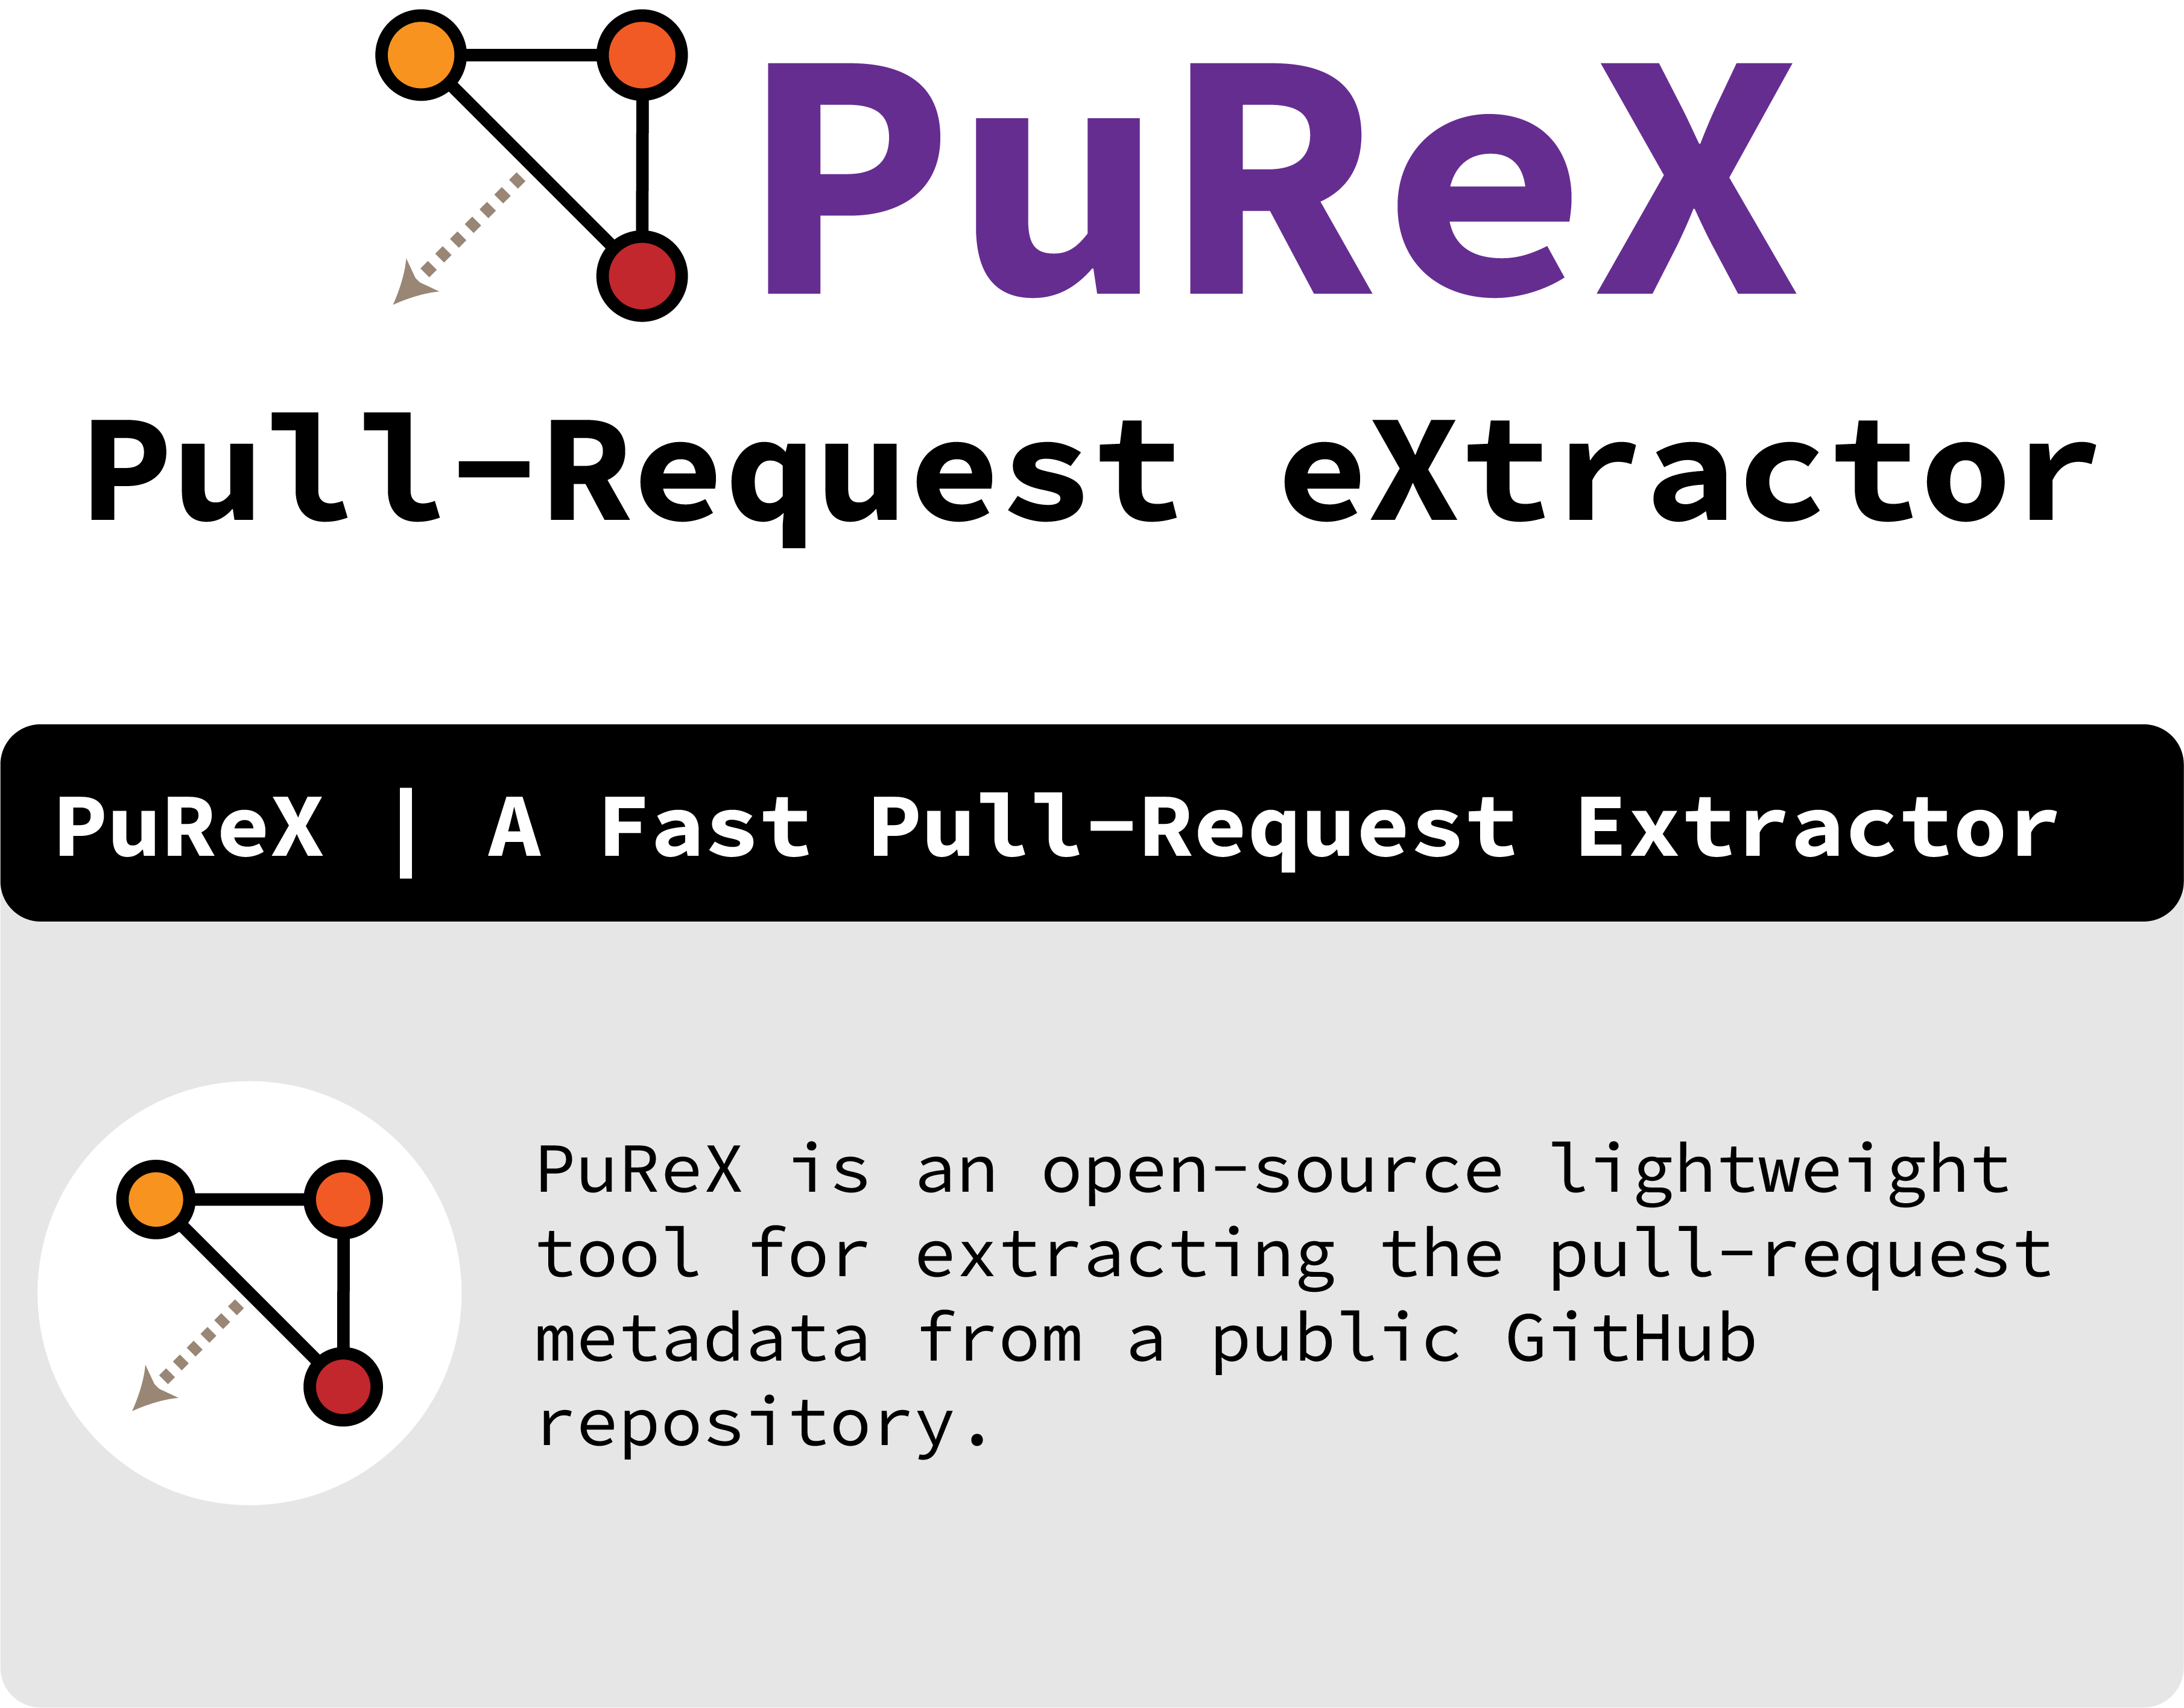 PuReX
Pull-Request eXtractor
PuReX | A Fast Pull-Request Extractor
PuReX is an open-source lightweight
tool for extracting the pull-request
metadata from a public GitHub
repository.